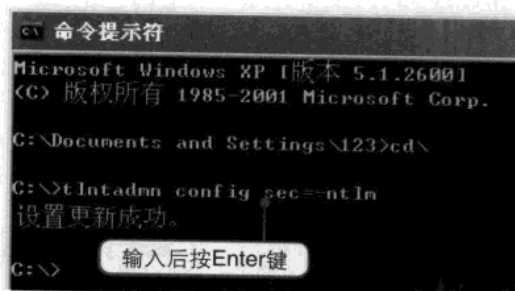 命令提示符
Microsoft Windows XP [版本 5.1.2600]
(C) 版权所有 1985-2001 Microsoft Corp.
C:\Documents and Settings\123>cd\
C:\>tlntadmn config sec=-ntlm
设置更新成功。
输入后按Enter键
C:\>